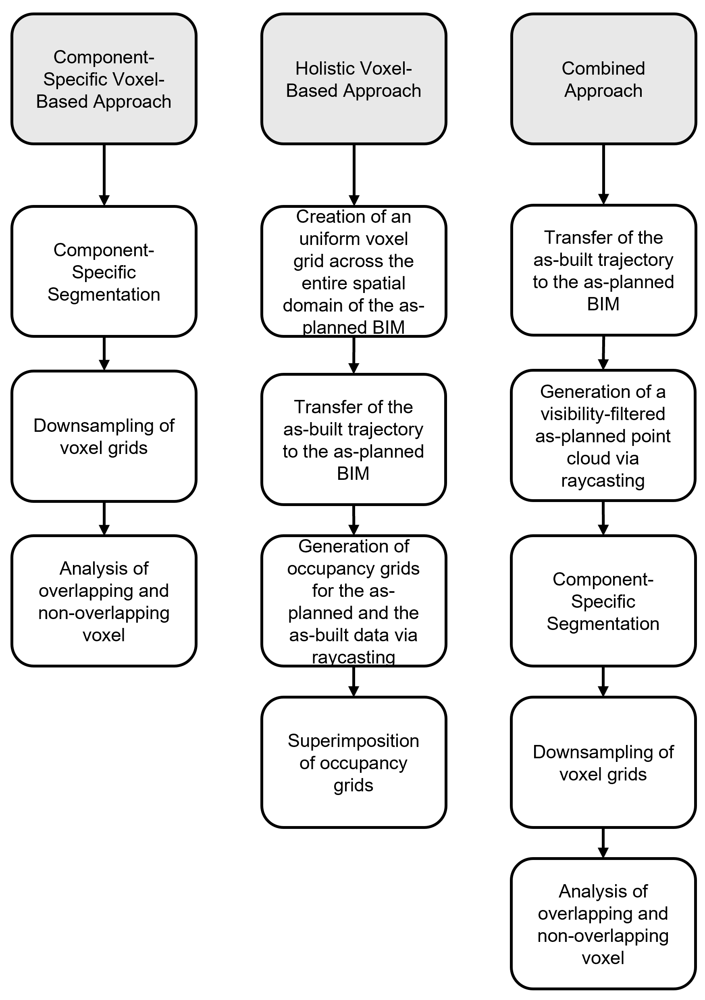 Component-
Specific Voxel-
Based Approach
Component-
Specific
Segmentation
Downsampling of
voxel grids
Analysis of
overlapping and
non-overlapping
voxel
Holistic Voxel-
Based Approach
Creation of an
uniform voxel
grid across the
entire spatial
domain of the as-
planned BIM
Transfer of the
as-built trajectory
to the as-planned
BIM
Generation of
occupancy grids
for the as-
planned and the
as-built data via
raycasting
Superimposition
of occupancy
grids
Combined
Approach
Transfer of the
as-built trajectory
to the as-planned
BIM
Generation of a
visibility-filtered
as-planned point
cloud via
raycasting
Component-
Specific
Segmentation
Downsampling of
voxel grids
Analysis of
overlapping and
non-overlapping
voxel